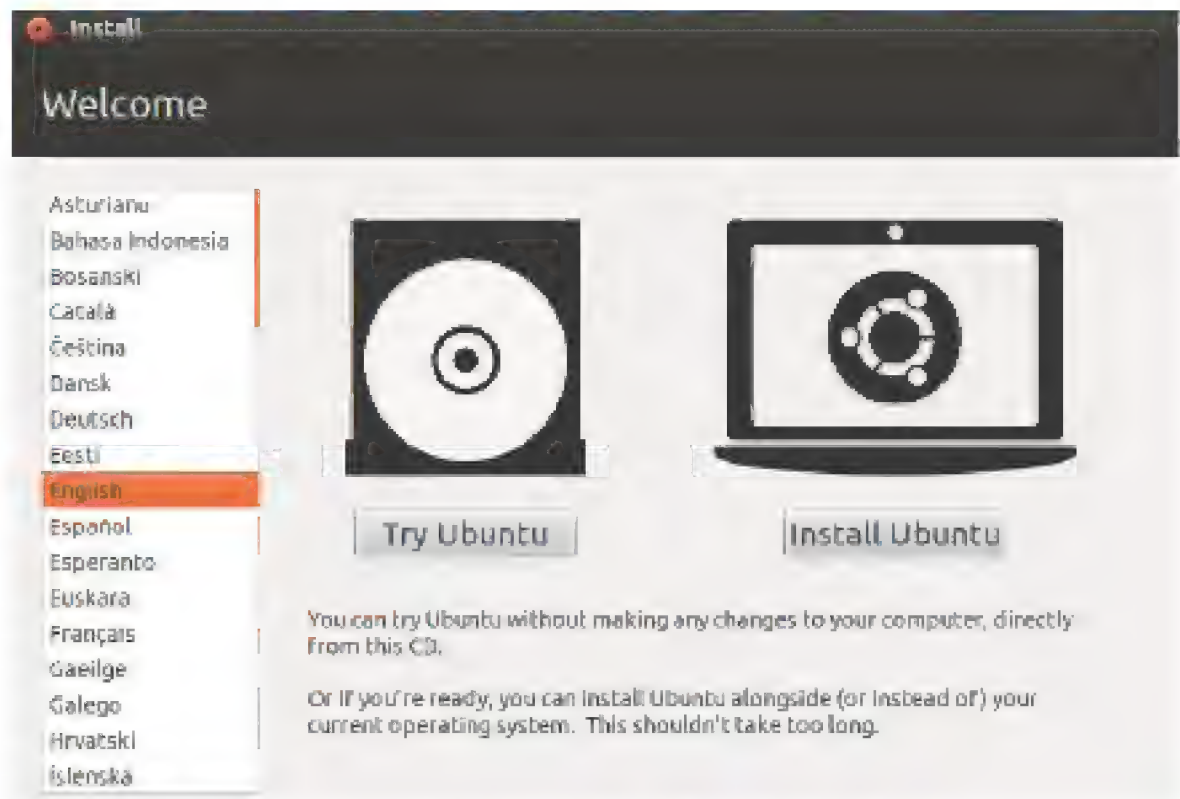 Install
Welcome
Asturianu
Bahasa Indonesia
Bosanski
Català
Čeština
Dansk
Deutsch
Eesti
English
Español
Esperanto
Euskara
Français
Gaeilge
Galego
Hrvatski
Íslenska
Try Ubuntu
Install Ubuntu
You can try Ubuntu without making any changes to your computer, directly
from this CD.
Or if you're ready, you can install Ubuntu alongside (or instead of) your
current operating system. This shouldn't take too long.